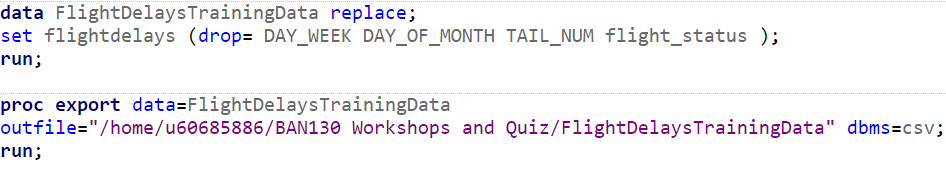 data FlightDelaysTrainingData replace;
set flightdelays (drop= DAY_WEEK DAY_OF_MONTH TAIL_NUM flight_status );
run;
proc export data=FlightDelaysTrainingData
outfile="/home/u60685886/BAN130 Workshops and Quiz/FlightDelaysTrainingData" dbms=csv;
run;